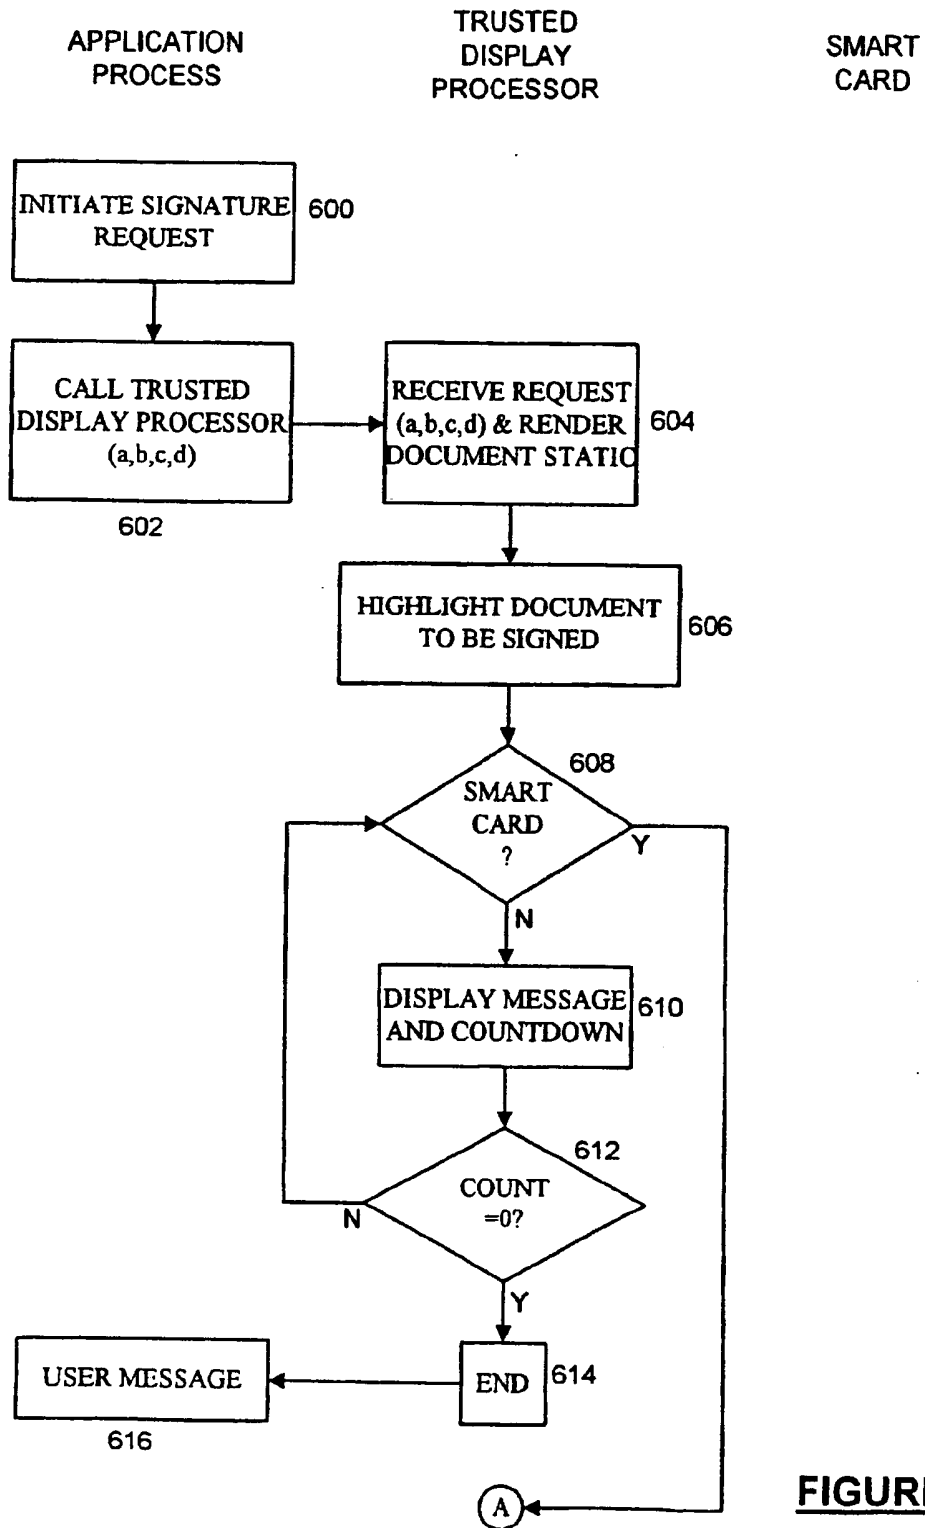 APPLICATION
PROCESS
TRUSTED
DISPLAY
PROCESSOR
SMART
CARD
INITIATE SIGNATURE
REQUEST
600
CALL TRUSTED
DISPLAY PROCESSOR
(a,b,c,d)
602
RECEIVE REQUEST
(a,b,c,d) & RENDER
DOCUMENT STATIC
604
HIGHLIGHT DOCUMENT
TO BE SIGNED
606
608
SMART
CARD
?
Y
N
DISPLAY MESSAGE
AND COUNTDOWN
610
612
COUNT
=0?
N
Y
USER MESSAGE
616
END
614
A
FIGURE